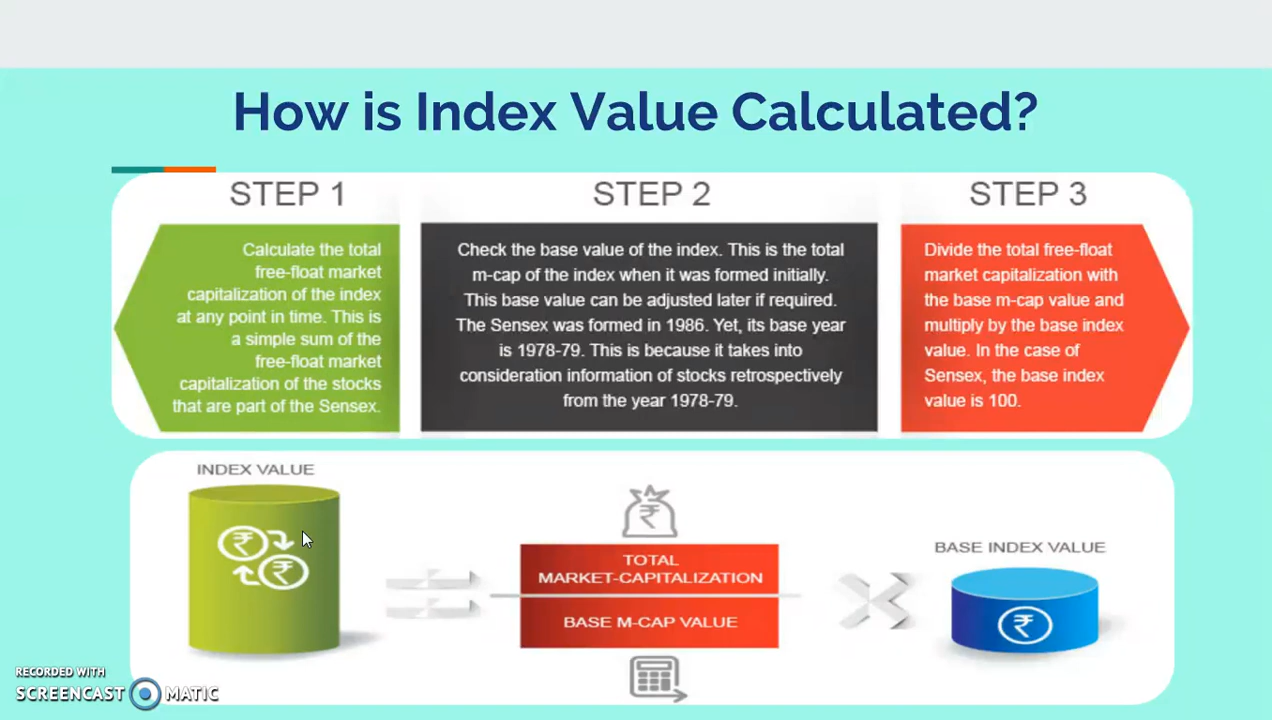 How is Index Value Calculated?
STEP 1
Calculate the total
free-float market
capitalization of the index
at any point in time. This is
a simple sum of the
free-float market
capitalization of the stocks
that are part of the Sensex.
STEP 2
Check the base value of the index. This is the total
m-cap of the index when it was formed initially.
This base value can be adjusted later if required.
The Sensex was formed in 1986. Yet, its base year
is 1978-79. This is because it takes into
consideration information of stocks retrospectively
from the year 1978-79.
STEP 3
Divide the total free-float
market capitalization with
the base m-cap value and
multiply by the base index
value. In the case of
Sensex, the base index
value is 100.
INDEX VALUE
₹
₹
₹
TOTAL
MARKET-CAPITALIZATION
BASE M-CAP VALUE
BASE INDEX VALUE
₹
RECORDED WITH
SCREENCAST MATIC